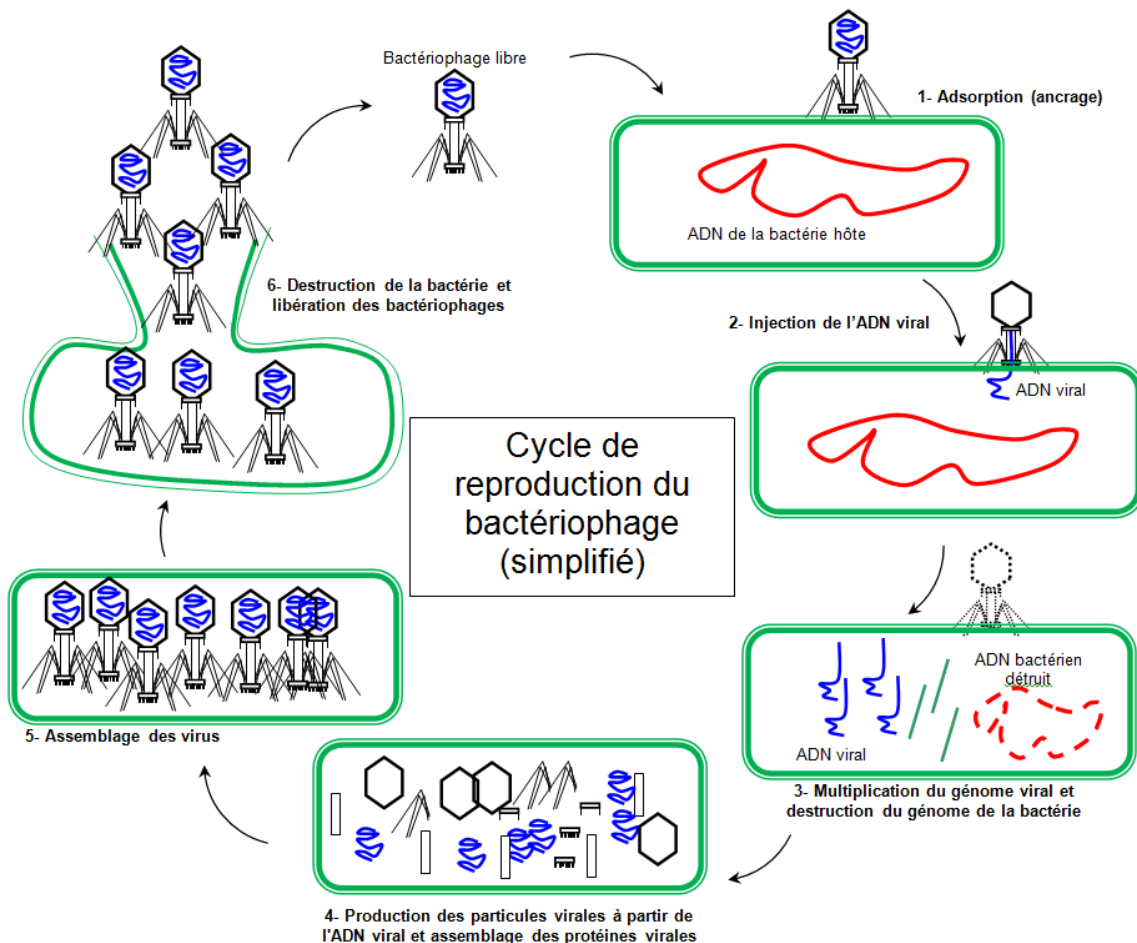 Bactériophage libre
1- Adsorption (ancrage)
ADN de la bactérie hôte
2- Injection de l'ADN viral
ADN viral
ADN bactérien
détruit
ADN viral
3- Multiplication du génome viral et
destruction du génome de la bactérie
4- Production des particules virales à partir de
l'ADN viral et assemblage des protéines virales
5- Assemblage des virus
6- Destruction de la bactérie et
libération des bactériophages
Cycle de
reproduction du
bactériophage
(simplifié)